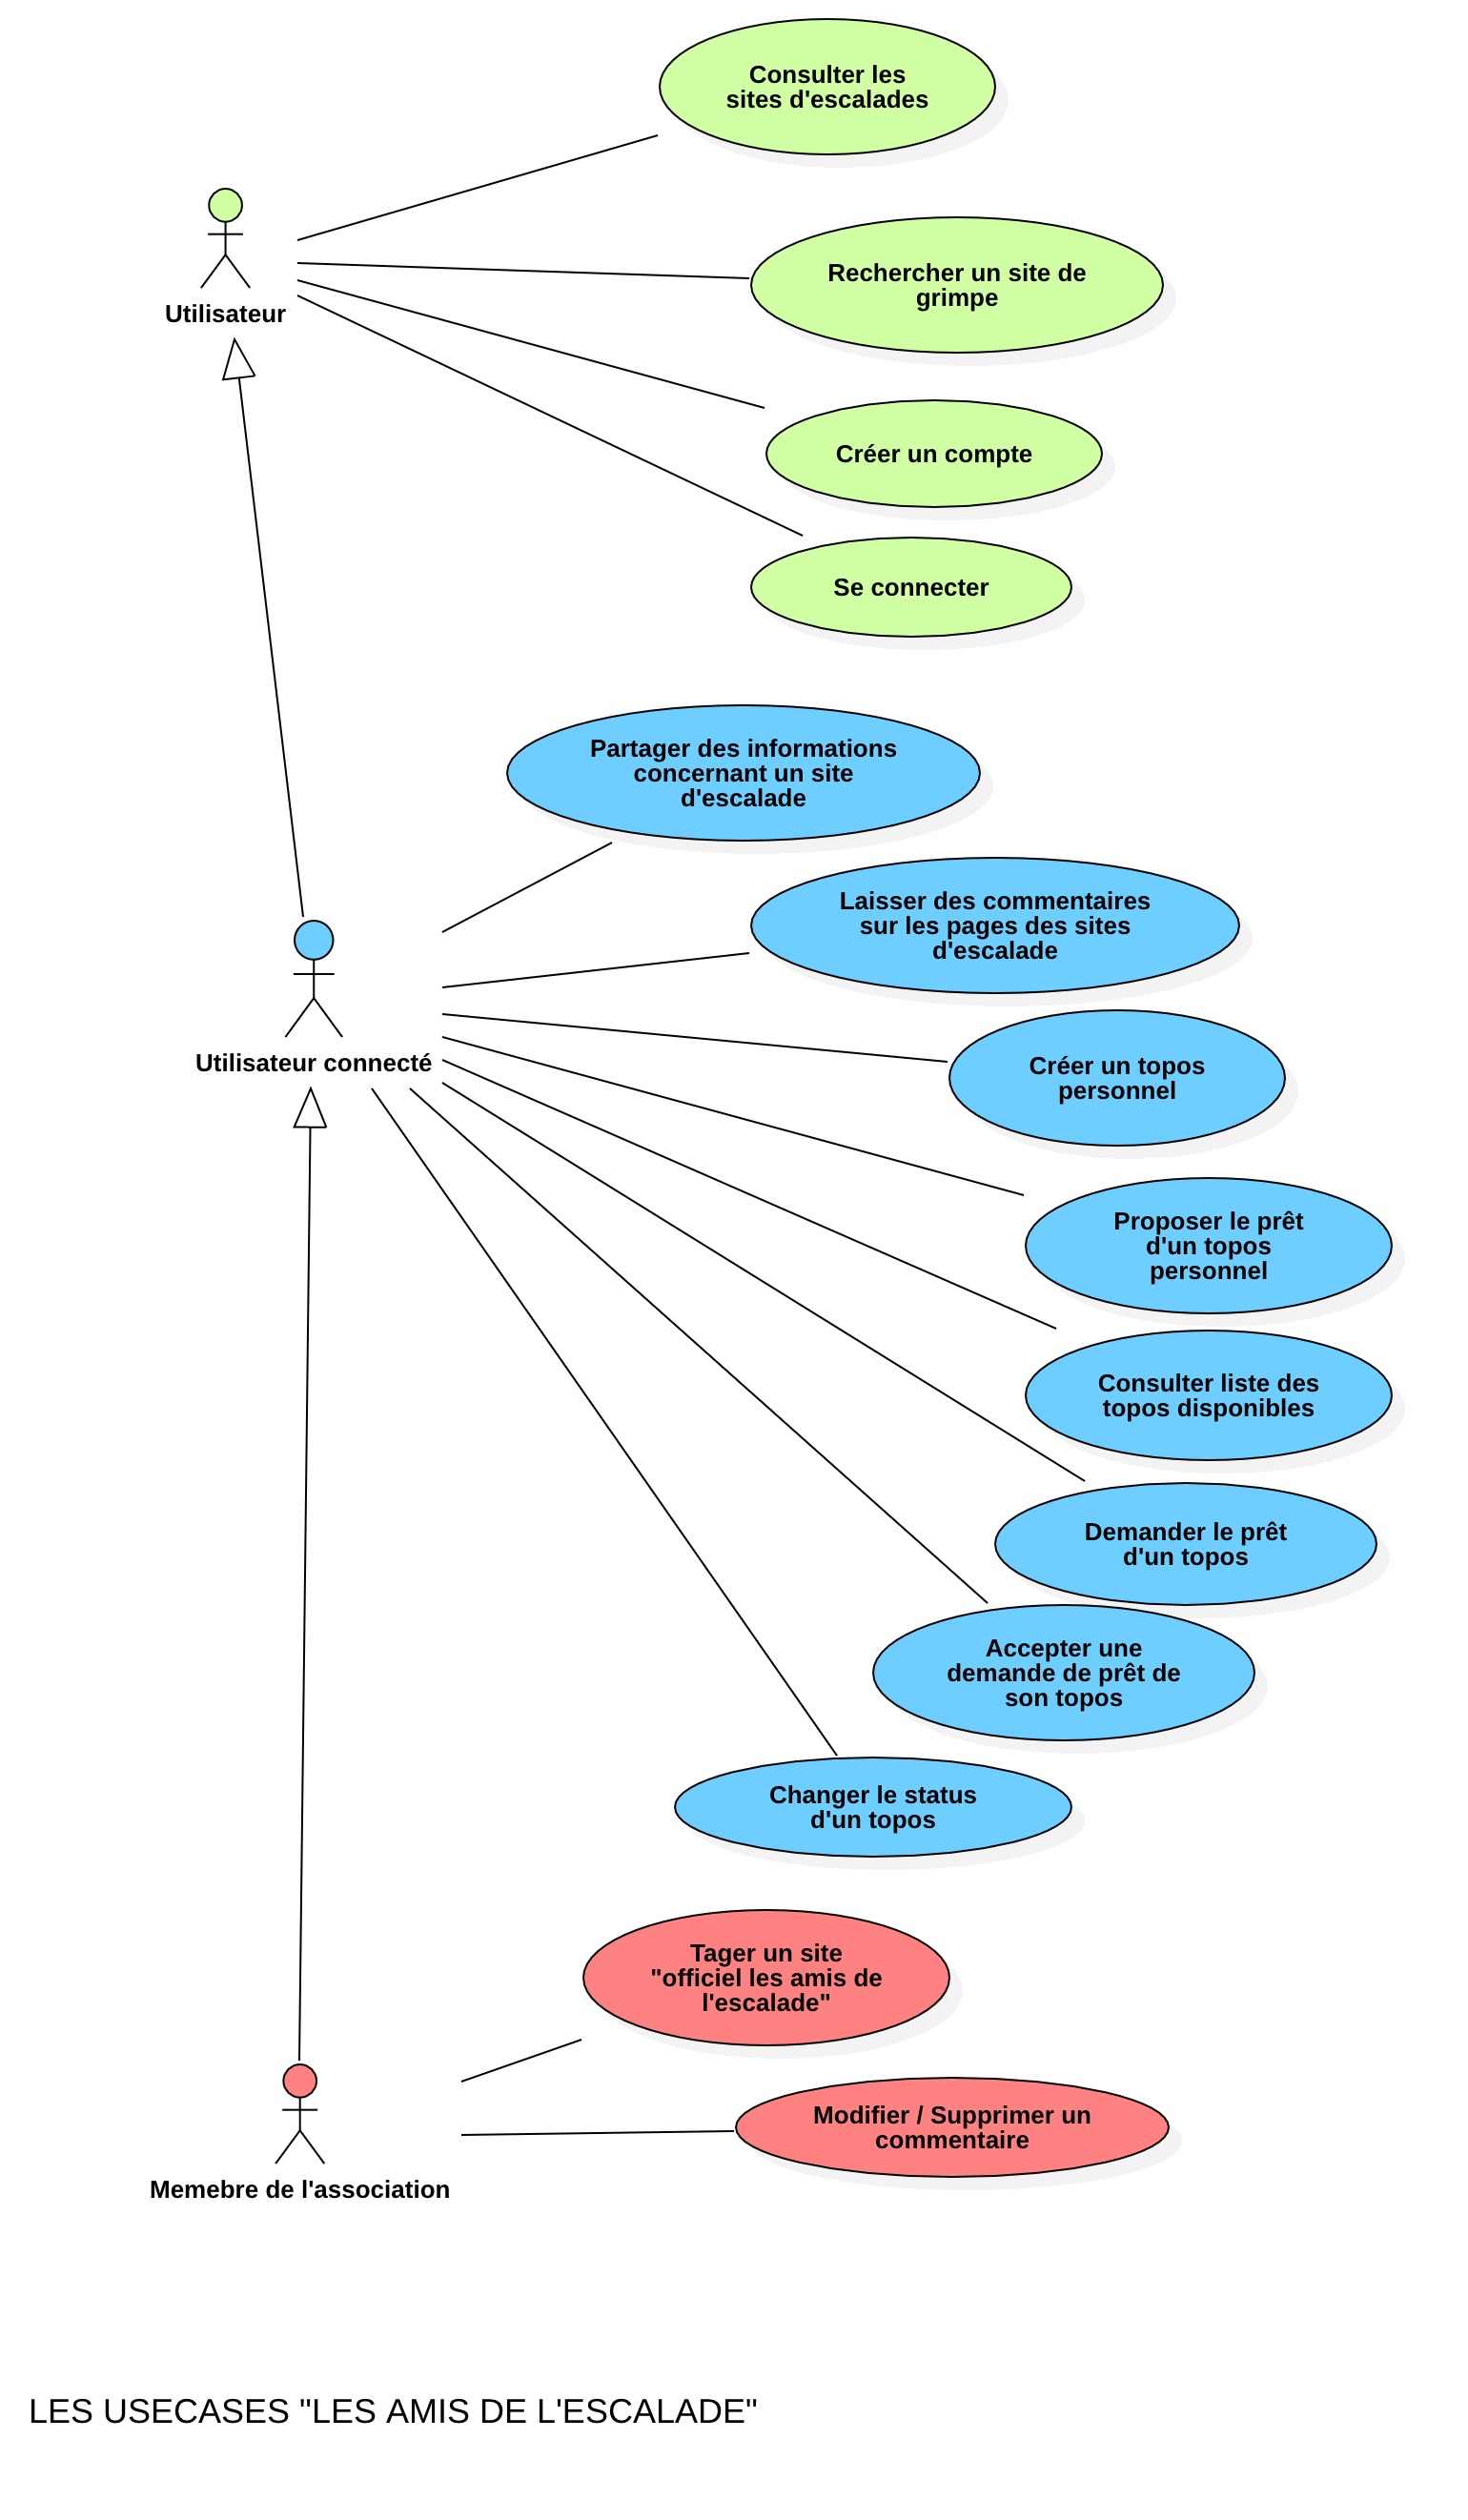 Consulter les
sites d'escalades
Rechercher un site de
grimpe
Utilisateur
Créer un compte
Se connecter
Partager des informations
concernant un site
d'escalade
Laisser des commentaires
sur les pages des sites
d'escalade
Utilisateur connecté
Créer un topos
personnel
Proposer le prêt
d'un topos
personnel
Consulter liste des
topos disponibles
Demander le prêt
d'un topos
Accepter une
demande de prêt de
son topos
Changer le status
d'un topos
Tager un site
"officiel les amis de
l'escalade"
Modifier / Supprimer un
commentaire
Memebre de l'association
LES USECASES "LES AMIS DE L'ESCALADE"